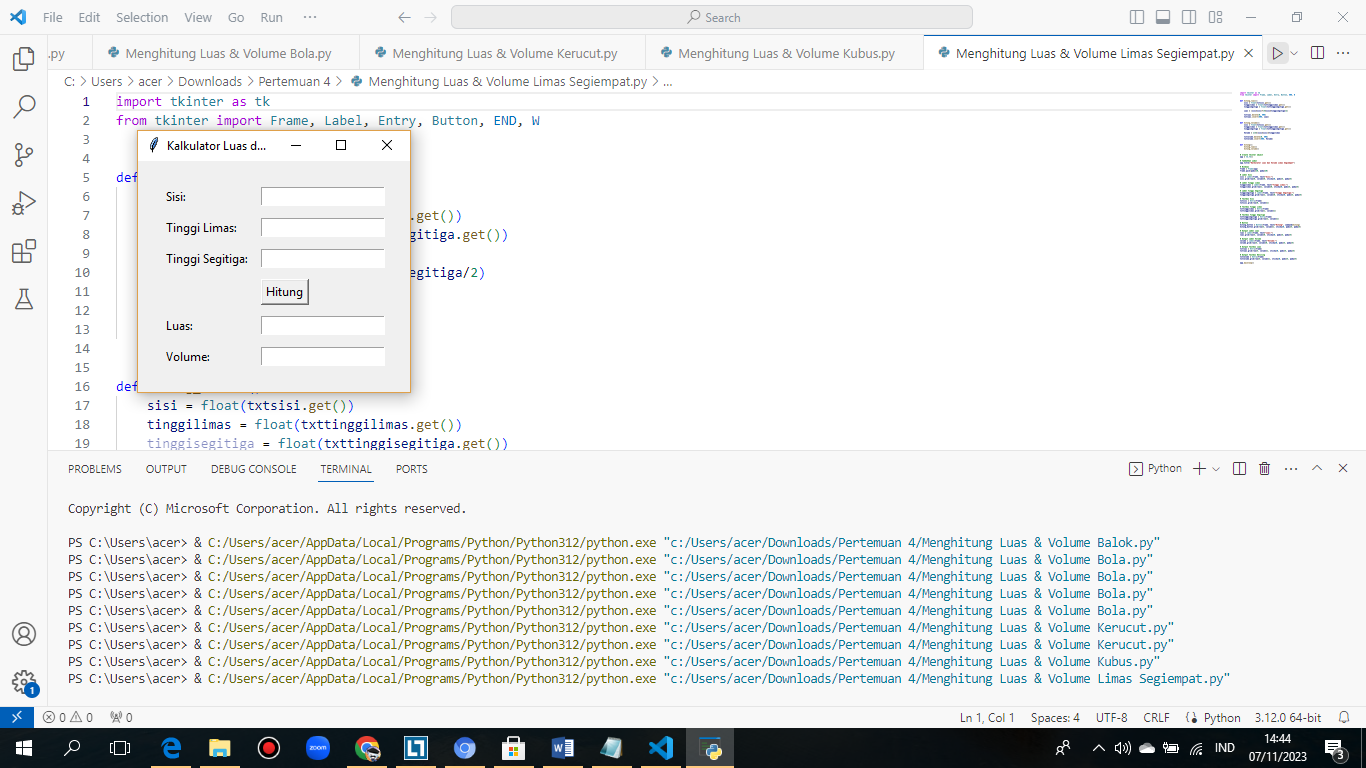 File Edit Selection View Go Run ··· Search
.py Menghitung Luas & Volume Bola.py Menghitung Luas & Volume Kerucut.py Menghitung Luas & Volume Kubus.py Menghitung Luas & Volume Limas Segiempat.py
C: > Users > acer > Downloads > Pertemuan 4 > Menghitung Luas & Volume Limas Segiempat.py > ...
1 import tkinter as tk
2 from tkinter import Frame, Label, Entry, Button, END, W
3
4
5 def
6
7 .get())
8 egitiga.get())
9
10 egitiga/2)
11
12
13
14
15
16 def
17 sisi = float(txtsisi.get())
18 tinggilimas = float(txttinggilimas.get())
19 tinggisegitiga = float(txttinggisegitiga.get())
Kalkulator Luas d...
Sisi:
Tinggi Limas:
Tinggi Segitiga:
Hitung
Luas:
Volume:
PROBLEMS OUTPUT DEBUG CONSOLE TERMINAL PORTS Python
Copyright (C) Microsoft Corporation. All rights reserved.
PS C:\Users\acer> & C:/Users/acer/AppData/Local/Programs/Python/Python312/python.exe "c:/Users/acer/Downloads/Pertemuan 4/Menghitung Luas & Volume Balok.py"
PS C:\Users\acer> & C:/Users/acer/AppData/Local/Programs/Python/Python312/python.exe "c:/Users/acer/Downloads/Pertemuan 4/Menghitung Luas & Volume Bola.py"
PS C:\Users\acer> & C:/Users/acer/AppData/Local/Programs/Python/Python312/python.exe "c:/Users/acer/Downloads/Pertemuan 4/Menghitung Luas & Volume Bola.py"
PS C:\Users\acer> & C:/Users/acer/AppData/Local/Programs/Python/Python312/python.exe "c:/Users/acer/Downloads/Pertemuan 4/Menghitung Luas & Volume Bola.py"
PS C:\Users\acer> & C:/Users/acer/AppData/Local/Programs/Python/Python312/python.exe "c:/Users/acer/Downloads/Pertemuan 4/Menghitung Luas & Volume Bola.py"
PS C:\Users\acer> & C:/Users/acer/AppData/Local/Programs/Python/Python312/python.exe "c:/Users/acer/Downloads/Pertemuan 4/Menghitung Luas & Volume Kerucut.py"
PS C:\Users\acer> & C:/Users/acer/AppData/Local/Programs/Python/Python312/python.exe "c:/Users/acer/Downloads/Pertemuan 4/Menghitung Luas & Volume Kerucut.py"
PS C:\Users\acer> & C:/Users/acer/AppData/Local/Programs/Python/Python312/python.exe "c:/Users/acer/Downloads/Pertemuan 4/Menghitung Luas & Volume Kubus.py"
PS C:\Users\acer> & C:/Users/acer/AppData/Local/Programs/Python/Python312/python.exe "c:/Users/acer/Downloads/Pertemuan 4/Menghitung Luas & Volume Limas Segiempat.py"
1
0 0 0 Ln 1, Col 1 Spaces: 4 UTF-8 CRLF Python 3.12.0 64-bit
zoom IND 14:44
07/11/2023 3